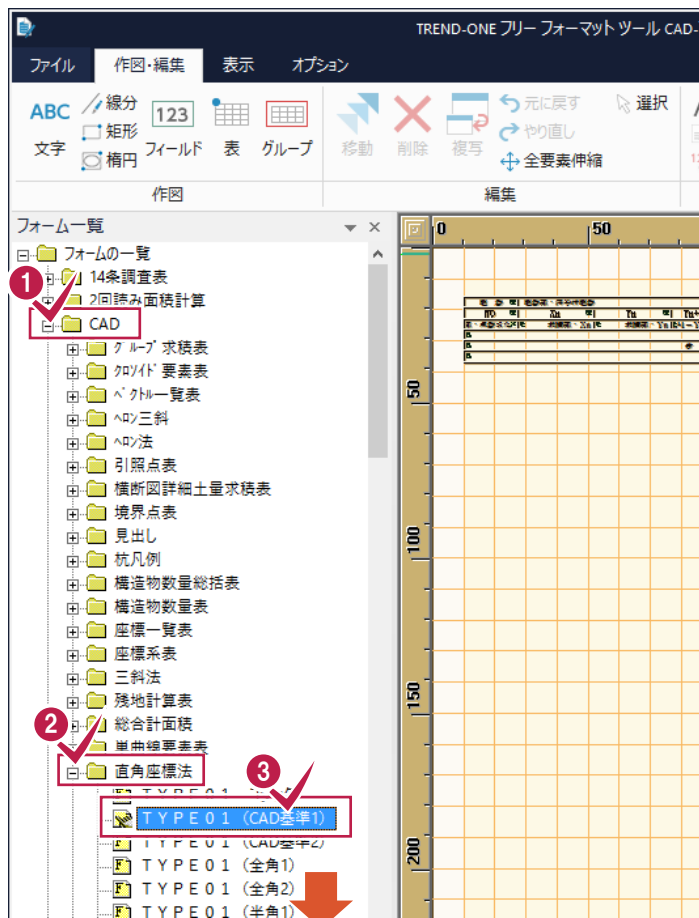 TREND-ONE フリー フォーマット ツール CAD-
ファイル 作図・編集 表示 オプション
ABC 文字
線分
矩形
楕円
123 フィールド
表
グループ
移動
削除
複写
元に戻す
やり直し
全要素伸縮
選択
作図
編集
フォーム一覧
フォームの一覧
14条調査表
2回読み面積計算
CAD
グループ求積表
クロソイド要素表
ベクトル一覧表
ヘロン三斜
ヘロン法
引照点表
横断図詳細土量求積表
境界点表
見出し
杭凡例
構造物数量総括表
構造物数量表
座標一覧表
座標系表
三斜法
残地計算表
総合計面積
単曲線要素表
直角座標法
TYPE01 (CAD基準1)
TYPE01 (CAD基準2)
TYPE01 (全角1)
TYPE01 (全角2)
TYPE01 (半角1)
1
2
3
0 50
50
100
150
200